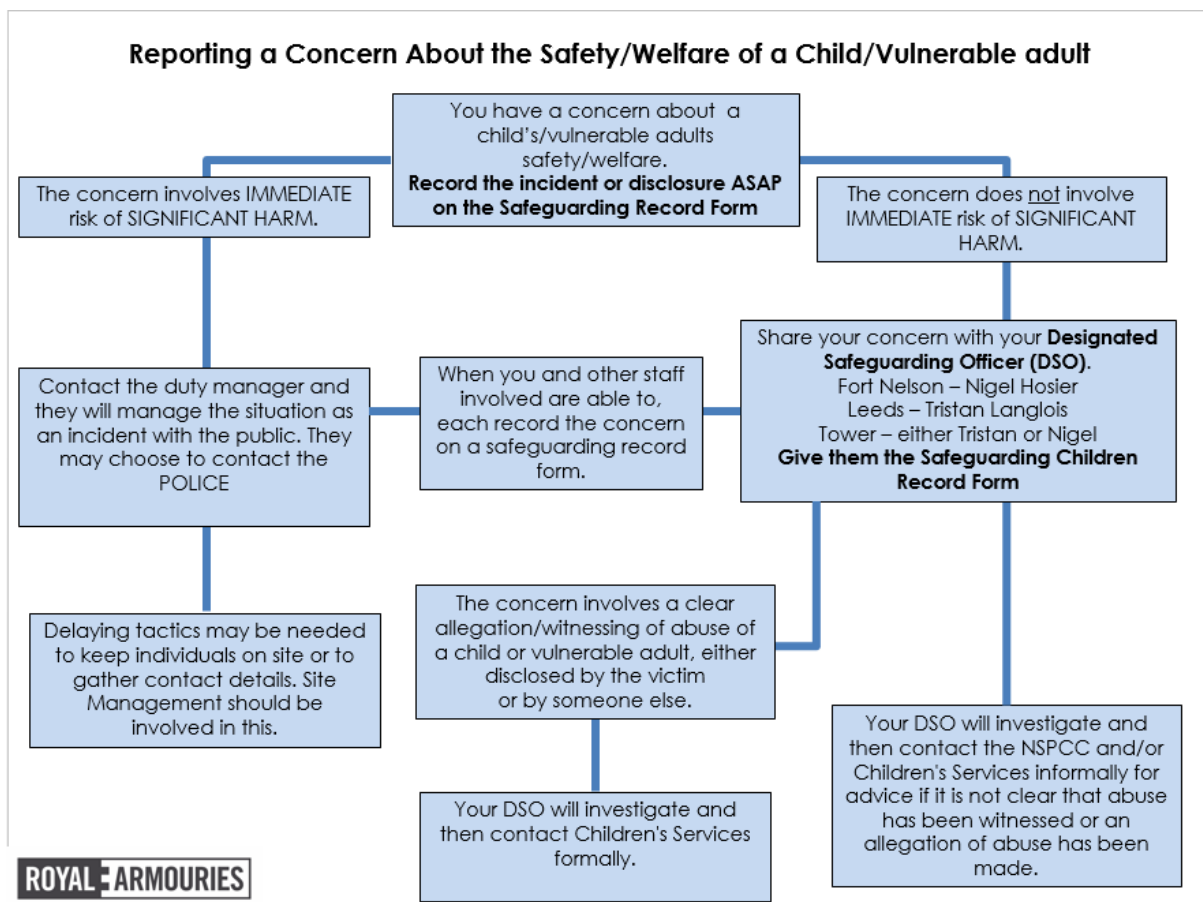 Reporting a Concern About the Safety/Welfare of a Child/Vulnerable adult
You have a concern about a
child's/vulnerable adults
safety/welfare.
Record the incident or disclosure ASAP
on the Safeguarding Record Form
The concern involves IMMEDIATE
risk of SIGNIFICANT HARM.
The concern does not involve
IMMEDIATE risk of SIGNIFICANT
HARM.
Contact the duty manager and
they will manage the situation as
an incident with the public. They
may choose to contact the
POLICE
When you and other staff
involved are able to,
each record the concern
on a safeguarding record
form.
Share your concern with your Designated
Safeguarding Officer (DSO).
Fort Nelson – Nigel Hosier
Leeds – Tristan Langlois
Tower – either Tristan or Nigel
Give them the Safeguarding Children
Record Form
Delaying tactics may be needed
to keep individuals on site or to
gather contact details. Site
Management should be
involved in this.
The concern involves a clear
allegation/witnessing of abuse of
a child or vulnerable adult, either
disclosed by the victim
or by someone else.
Your DSO will investigate and
then contact Children's Services
formally.
Your DSO will investigate and
then contact the NSPCC and/or
Children's Services informally for
advice if it is not clear that abuse
has been witnessed or an
allegation of abuse has been
made.
ROYAL ARMOURIES